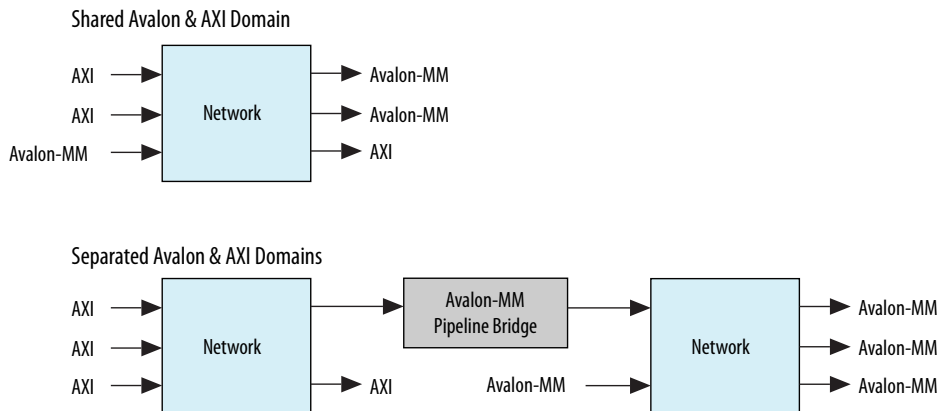 Shared Avalon & AXI Domain
AXI
AXI
Avalon-MM
Network
Avalon-MM
Avalon-MM
AXI
Separated Avalon & AXI Domains
AXI
AXI
AXI
Network
AXI
Avalon-MM
Pipeline Bridge
Avalon-MM
Network
Avalon-MM
Avalon-MM
Avalon-MM